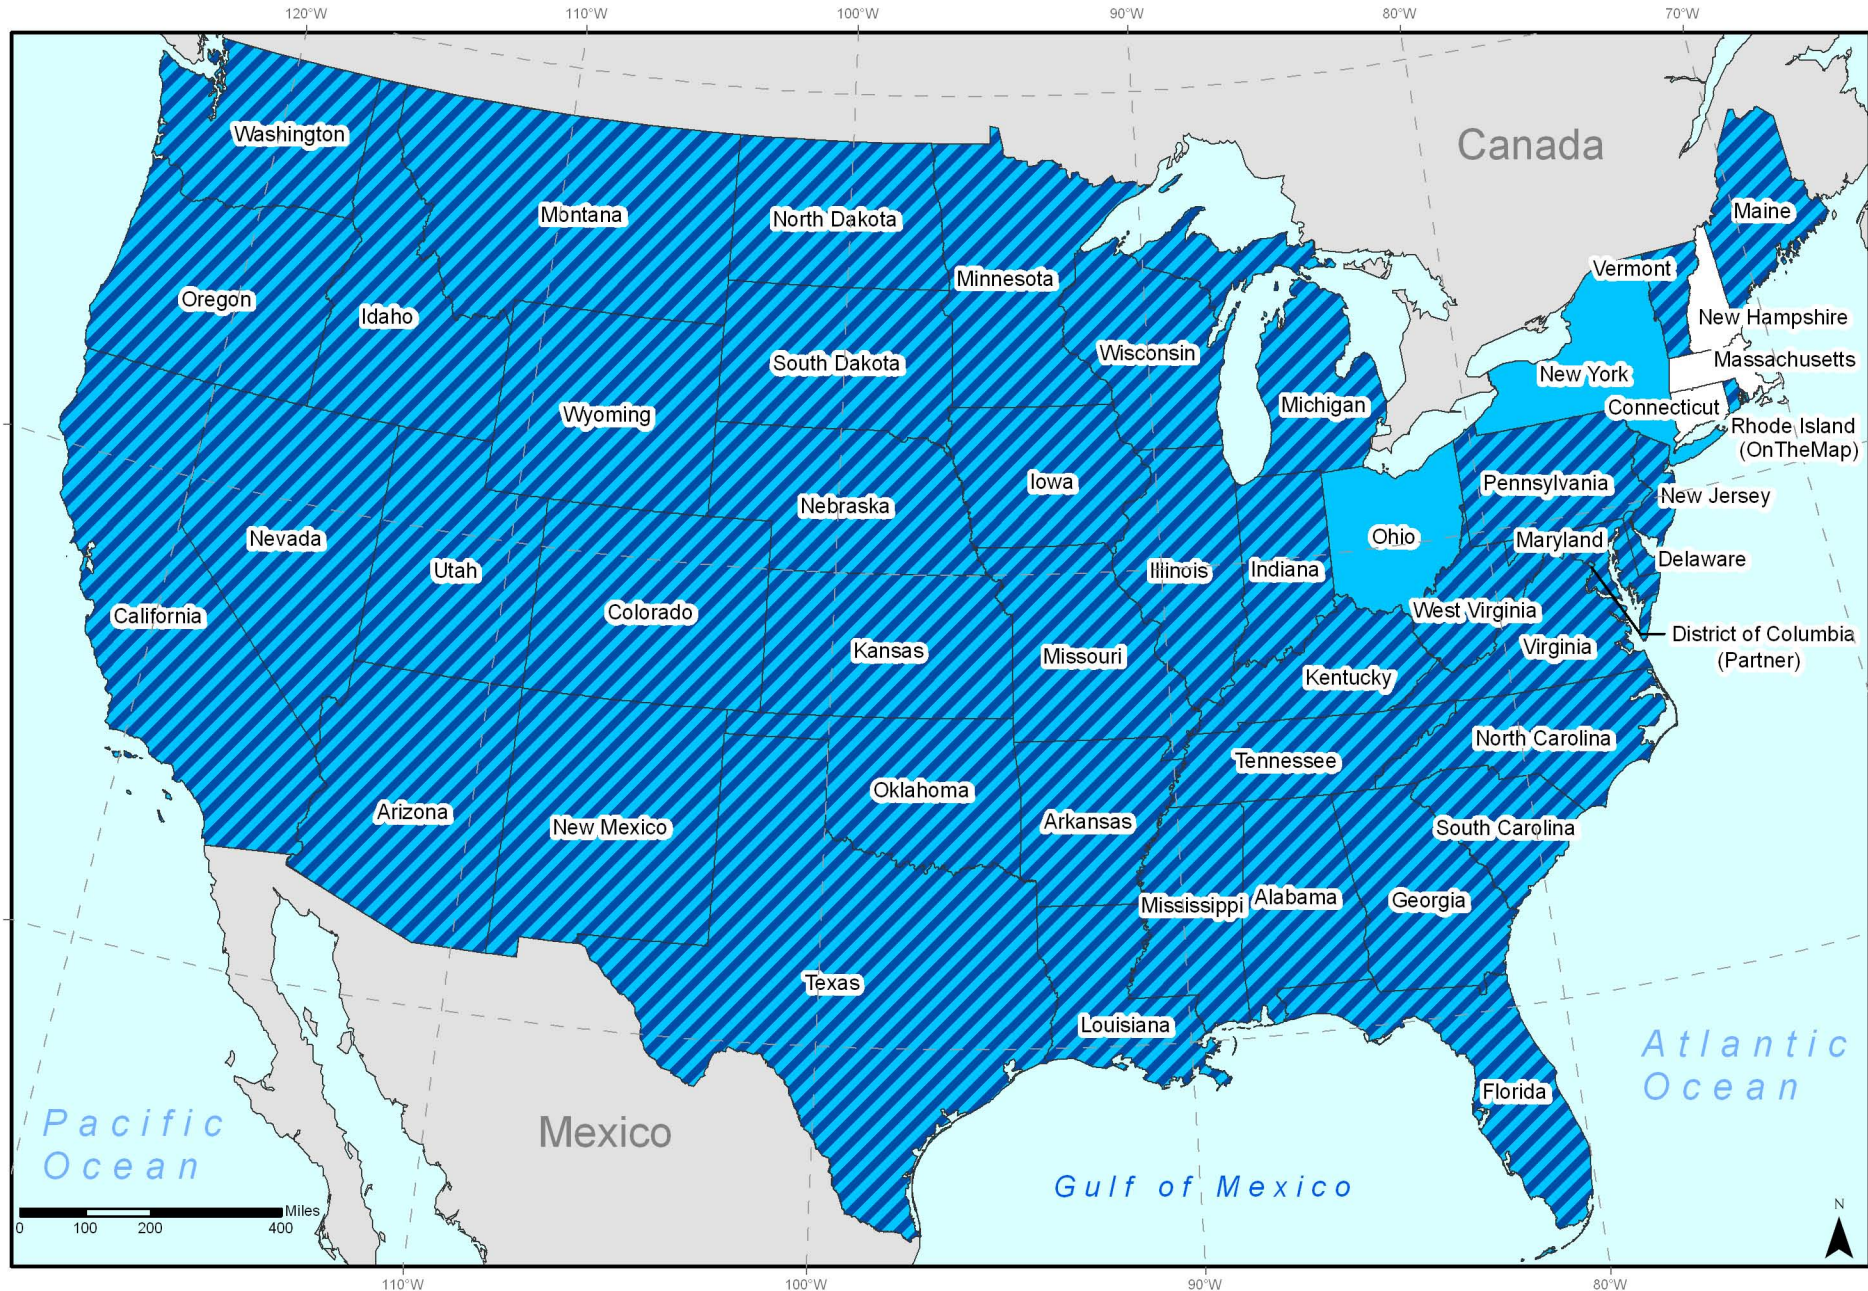 120°W
110°W
100°W
90°W
80°W
70°W
Washington
Canada
Montana
North Dakota
Maine
Minnesota
Vermont
Oregon
Idaho
New Hampshire
Wisconsin
South Dakota
Massachusetts
New York
Wyoming
Michigan
Connecticut
Rhode Island
(OnTheMap)
Iowa
Pennsylvania
New Jersey
Nebraska
Nevada
Ohio
Maryland
Delaware
Utah
Illinois
Indiana
California
Colorado
West Virginia
District of Columbia
(Partner)
Kansas
Missouri
Virginia
Kentucky
North Carolina
Tennessee
Oklahoma
Arizona
New Mexico
Arkansas
South Carolina
Mississippi
Alabama
Georgia
Texas
Louisiana
Atlantic
Ocean
Florida
Pacific
Ocean
Mexico
Gulf of Mexico
Miles
0
100
200
400
N
110°W
100°W
90°W
80°W